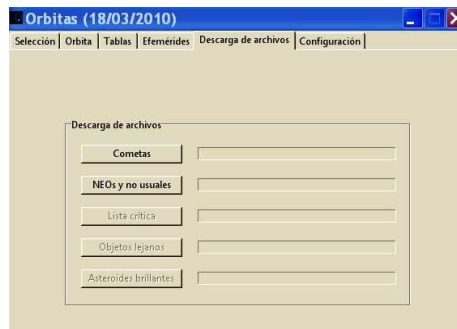 Orbitas (18/03/2010)
Selección Orbita Tablas Efemérides Descarga de archivos Configuración
Descarga de archivos
Cometas
NEOs y no usuales
Lista crítica
Objetos lejanos
Asteroides brillantes